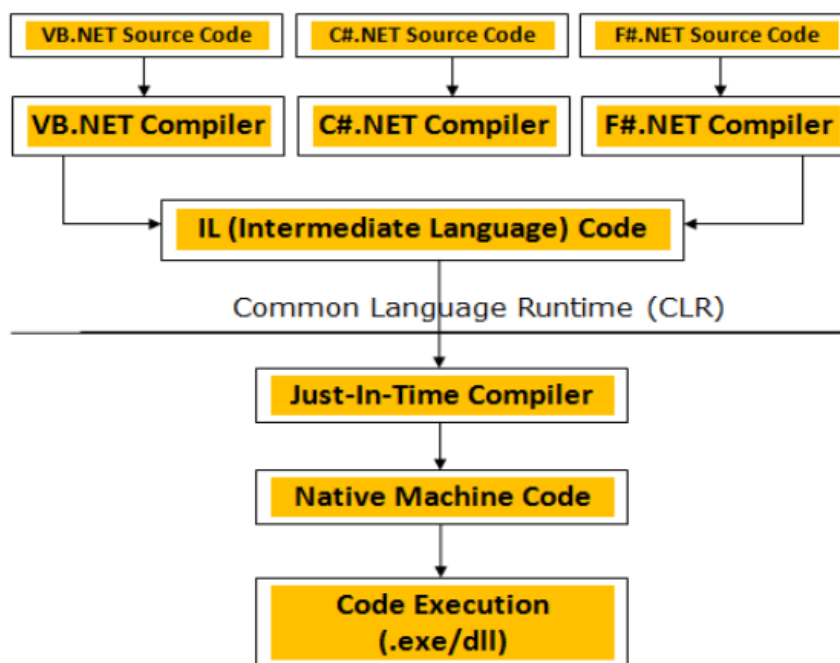 VB.NET Source Code
C#.NET Source Code
F#.NET Source Code
VB.NET Compiler
C#.NET Compiler
F#.NET Compiler
IL (Intermediate Language) Code
Common Language Runtime (CLR)
Just-In-Time Compiler
Native Machine Code
Code Execution
(.exe/dll)